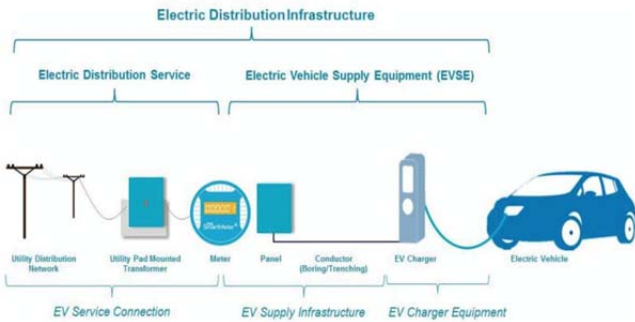 Electric Distribution Infrastructure
Electric Distribution Service
Electric Vehicle Supply Equipment (EVSE)
SmartMeter
Utility Distribution
Network
Utility Pad Mounted
Transformer
Meter
Panel
Conductor
(Boring/Trenching)
EV Charger
Electric Vehicle
EV Service Connection
EV Supply Infrastructure
EV Charger Equipment